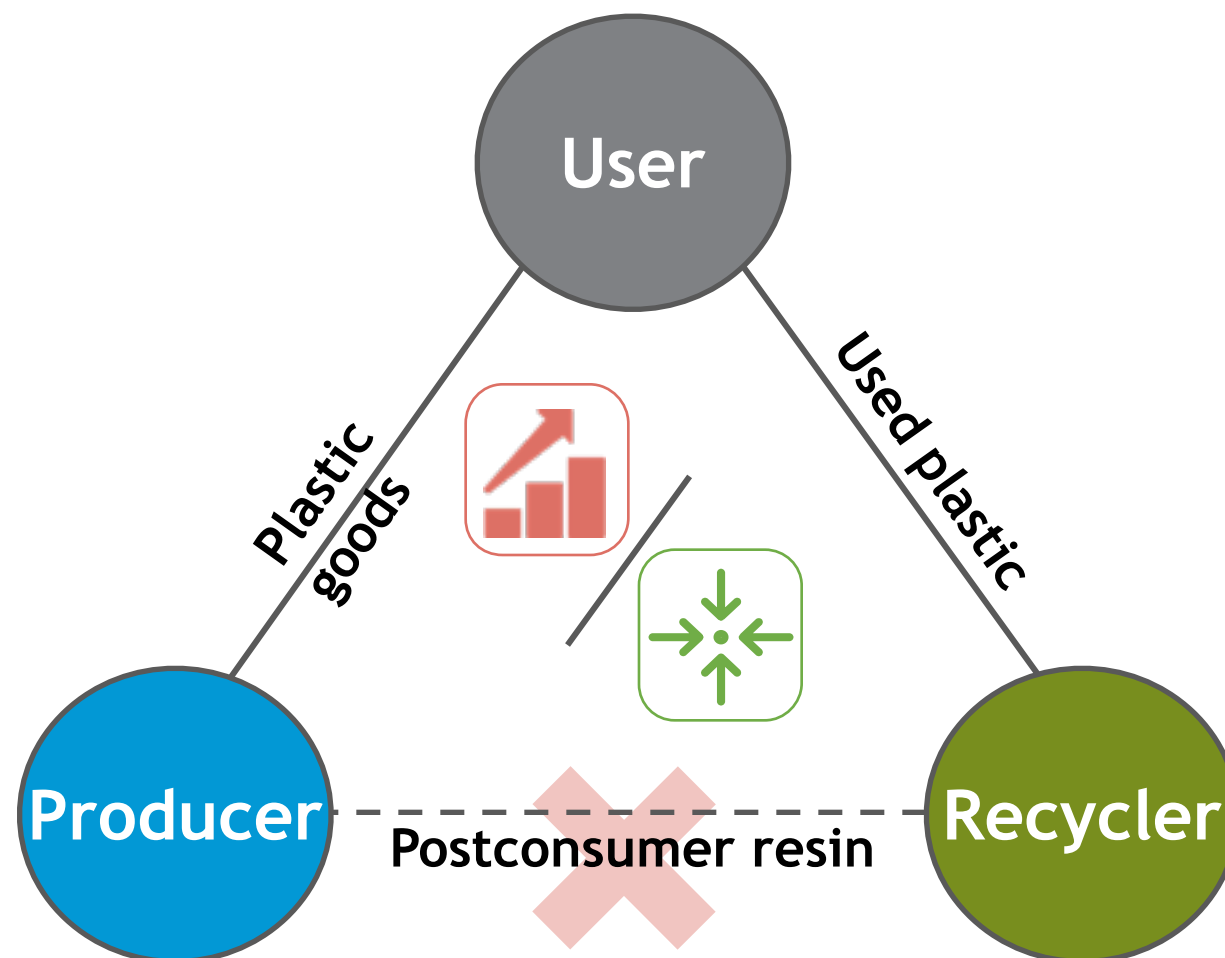 User
Plastic
goods
Used plastic
Producer
Postconsumer resin
Recycler